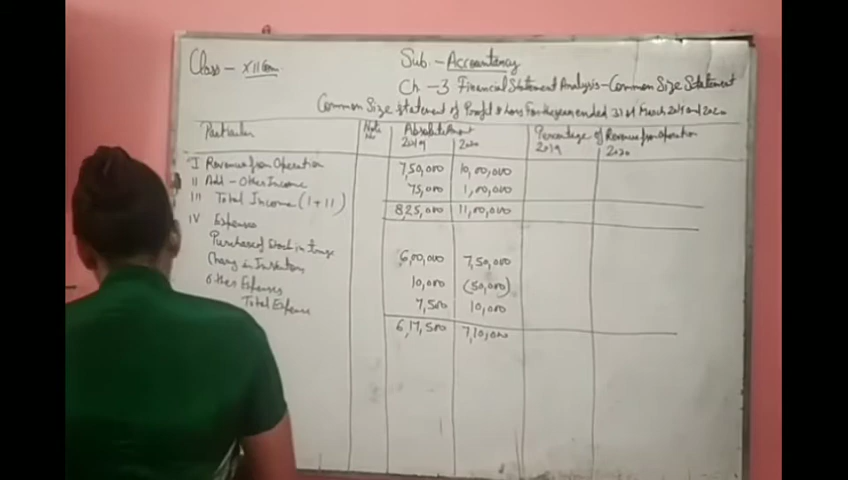 Class - XII Com
Sub. - Accountancy
Ch - 3 Financial Statement Analysis - Common Size Statement
Common Size statement of Profit & Loss For the year ended 31st March 2019 and 2020
Particular Note No Absolute Amount Percentage of Revenue from operation
2019 2020 2019 2020
I Revenue from Operation 7,50,000 10,00,000
II Add - Other Income 75,000 1,00,000
III Total Income (I + II) 8,25,000 11,00,000
IV Expenses
Purchase of Stock in trade 6,00,000 7,50,000
Change in Inventories 10,000 (50,000)
Other Expenses 7,500 10,000
Total Expense 6,17,500 7,10,000